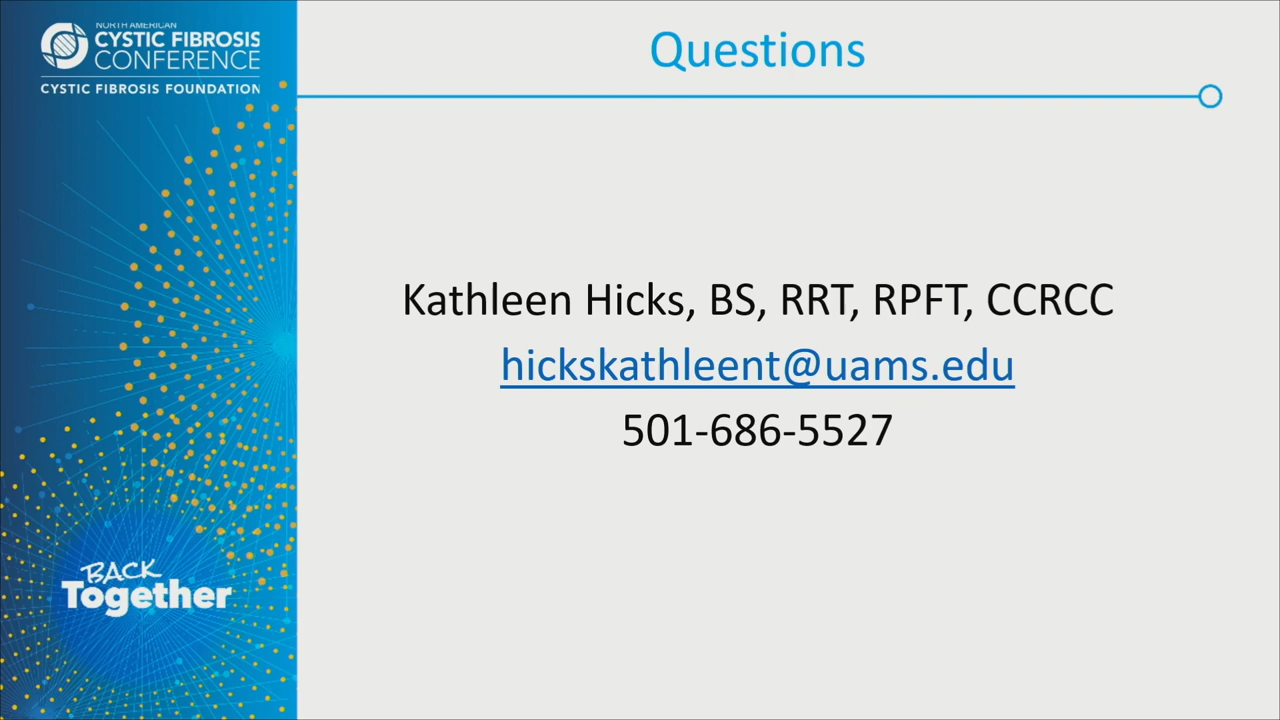 NORTH AMERICAN
CYSTIC FIBROSIS
CONFERENCE
CYSTIC FIBROSIS FOUNDATION
Questions
Kathleen Hicks, BS, RRT, RPFT, CCRCC
hickskathleent@uams.edu
501-686-5527
BACK
Together